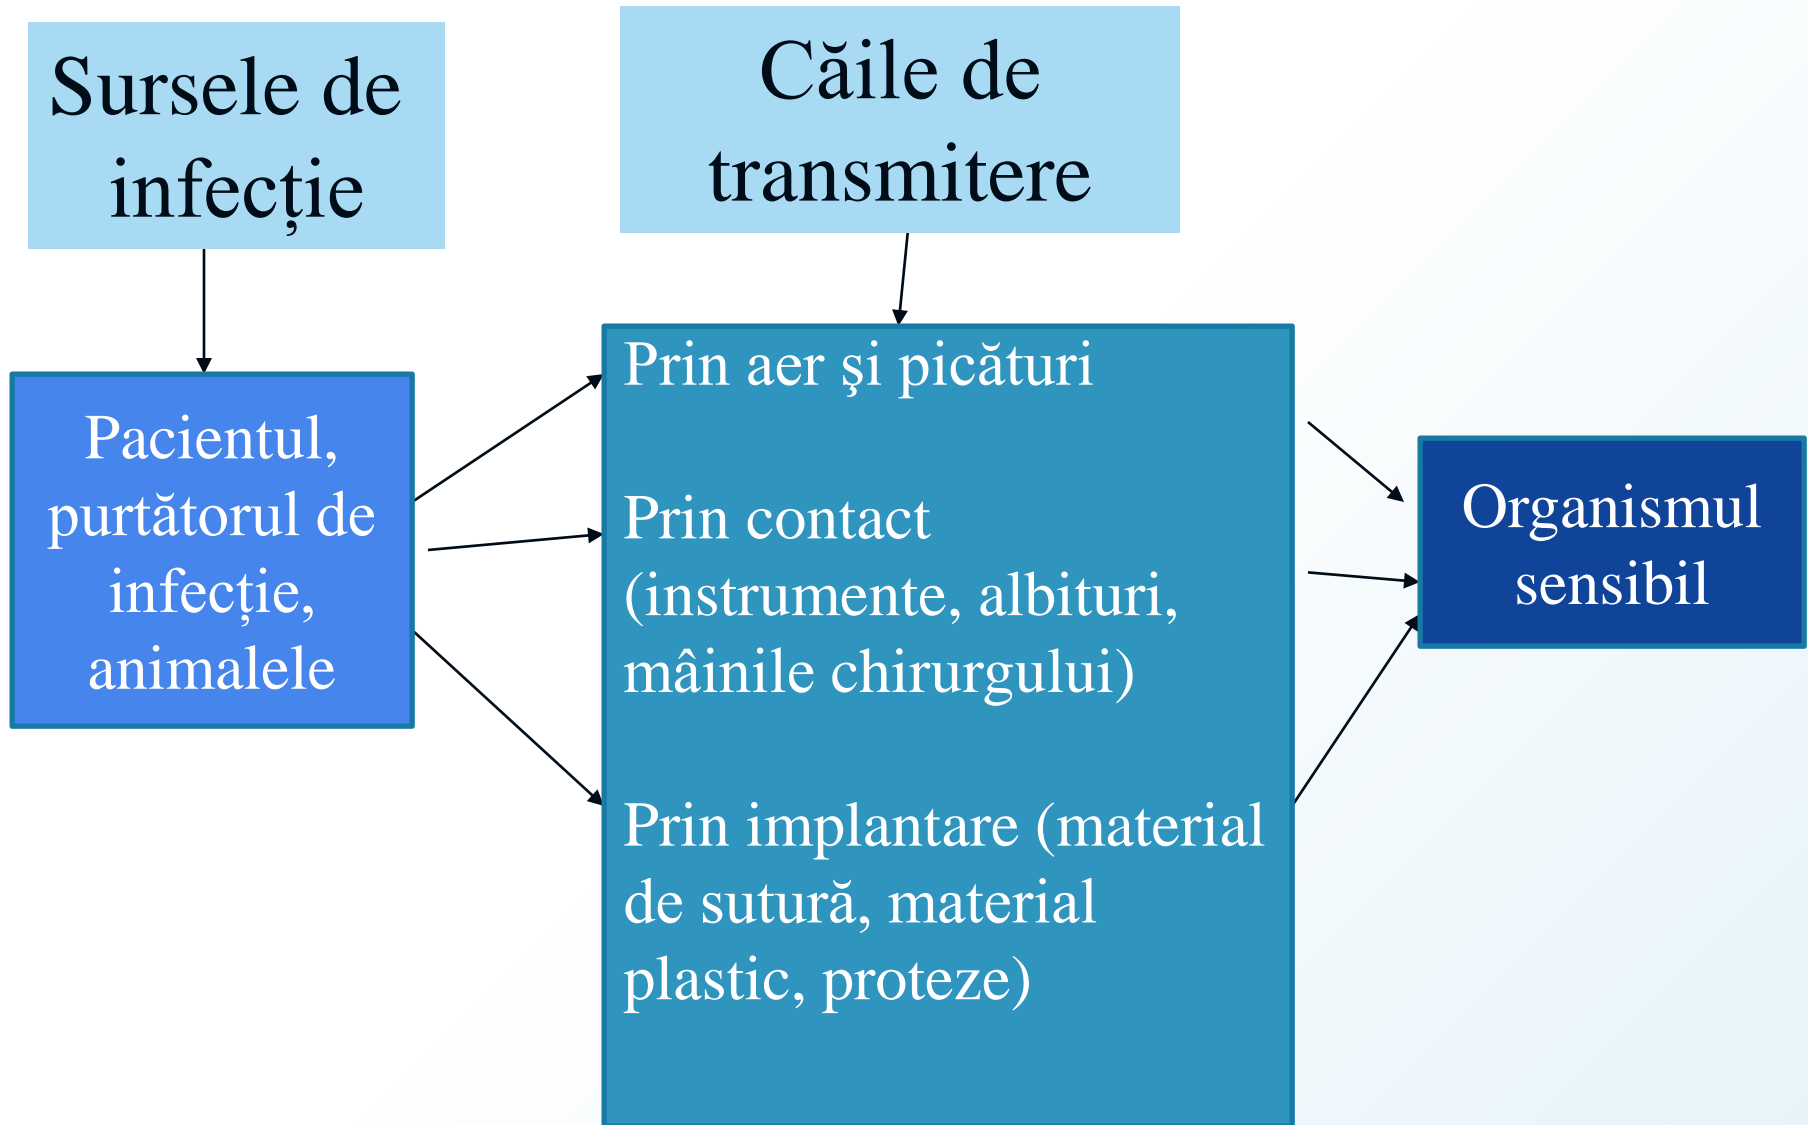 Sursele de
infecție
Căile de
transmitere
Pacientul,
purtătorul de
infecție,
animalele
Prin aer şi picături
Prin contact
(instrumente, albituri,
mâinile chirurgului)
Prin implantare (material
de sutură, material
plastic, proteze)
Organismul
sensibil